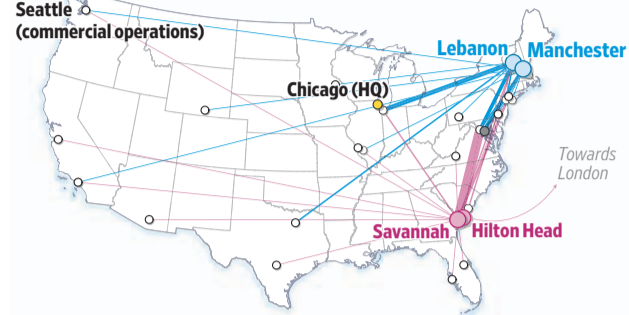 Seattle
(commercial operations)
Lebanon
Manchester
Chicago (HQ)
Towards
London
Savannah
Hilton Head